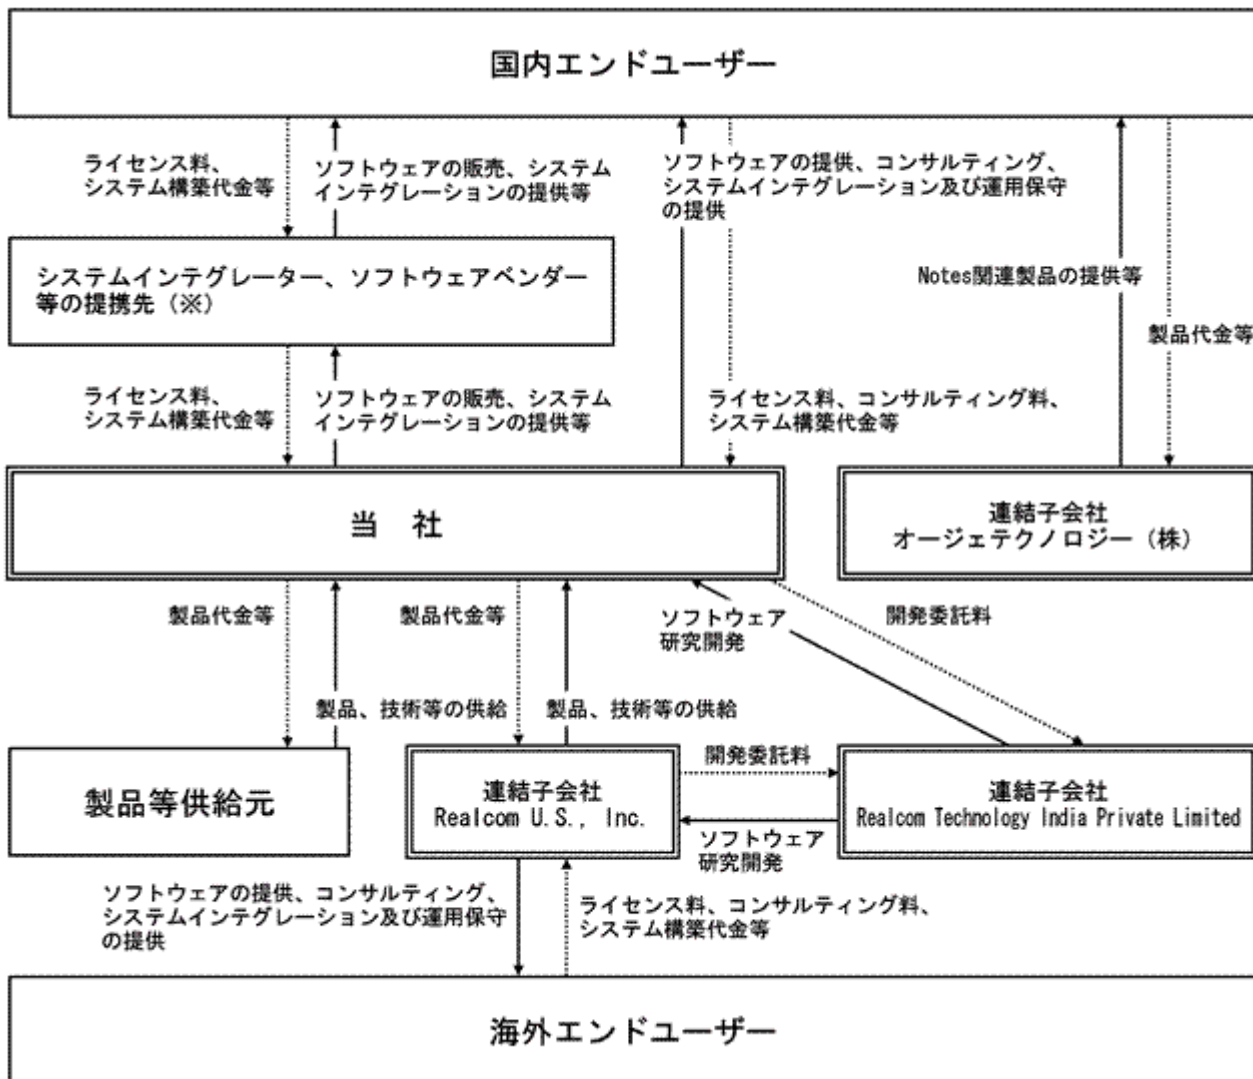 国内エンドユーザー
ライセンス料、
システム構築代金等
ソフトウェアの販売、システム
インテグレーションの提供等
ソフトウェアの提供、コンサルティング、
システムインテグレーション及び運用保守
の提供
Notes関連製品の提供等
製品代金等
システムインテグレーター、ソフトウェアベンダー
等の提携先（※）
ライセンス料、
システム構築代金等
ソフトウェアの販売、システム
インテグレーションの提供等
ライセンス料、コンサルティング料、
システム構築代金等
当　社
連結子会社
オージェテクノロジー（株）
製品代金等
製品、技術等の供給
製品代金等
製品、技術等の供給
ソフトウェア
研究開発
開発委託料
製品等供給元
連結子会社
Realcom U.S., Inc.
開発委託料
ソフトウェア
研究開発
連結子会社
Realcom Technology India Private Limited
ソフトウェアの提供、コンサルティング、
システムインテグレーション及び運用保守
の提供
ライセンス料、コンサルティング料、
システム構築代金等
海外エンドユーザー